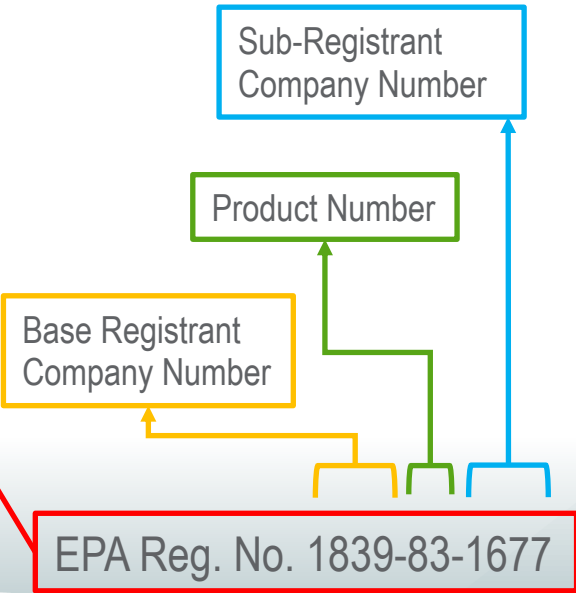 Sub-Registrant
Company Number
Product Number
Base Registrant
Company Number
EPA Reg. No. 1839-83-1677